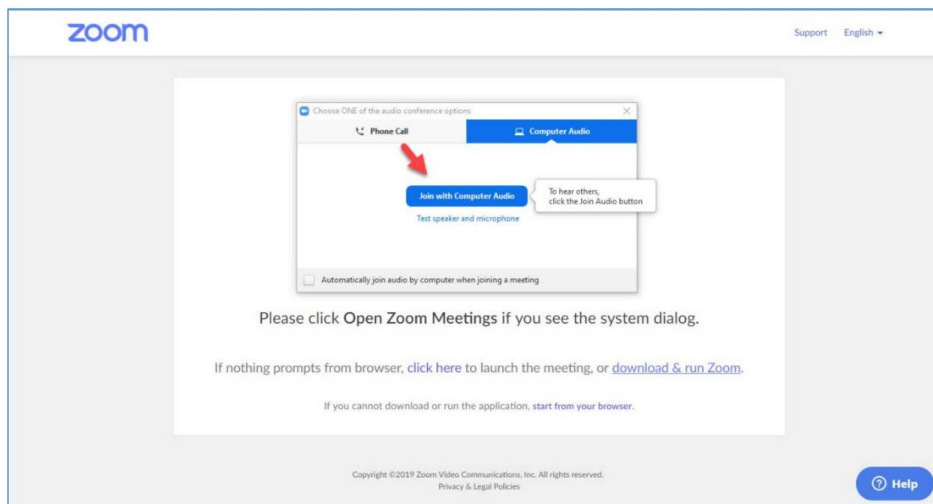 zoom
Support English
Choose ONE of the audio conference options
Phone Call Computer Audio
Join with Computer Audio
To hear others,
click the Join Audio button
Test speaker and microphone
Automatically join audio by computer when joining a meeting
Please click Open Zoom Meetings if you see the system dialog.
If nothing prompts from browser, click here to launch the meeting, or download & run Zoom.
If you cannot download or run the application, start from your browser.
Copyright ©2019 Zoom Video Communications, Inc. All rights reserved.
Privacy & Legal Policies
Help